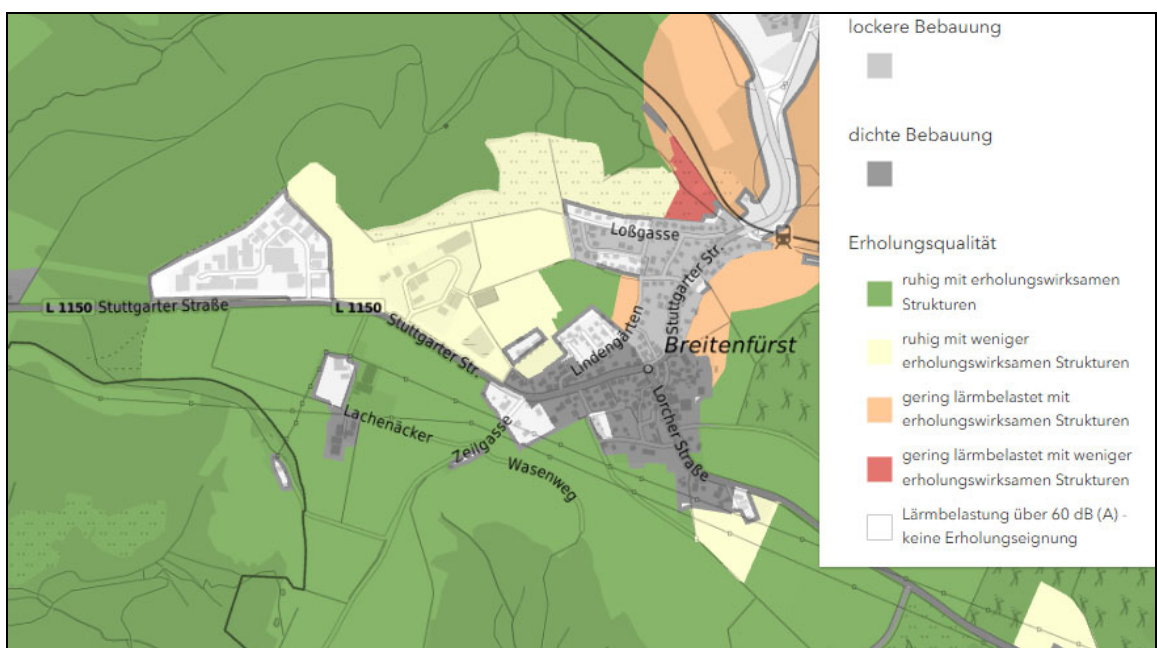 lockere Bebauung
dichte Bebauung
Erholungsqualität
ruhig mit erholungswirksamen
Strukturen
ruhig mit weniger
erholungswirksamen Strukturen
gering lärmbelastet mit
erholungswirksamen Strukturen
gering lärmbelastet mit weniger
erholungswirksamen Strukturen
Lärmbelastung über 60 dB (A) -
keine Erholungseignung
Loßgasse
Stuttgarter Str.
L 1150 Stuttgarter Straße
L 1150
Stuttgarter Str.
Lindengärten
Breitenfürst
Lachenäcker
Zeilgasse
Wasenweg
Lorcher Straße